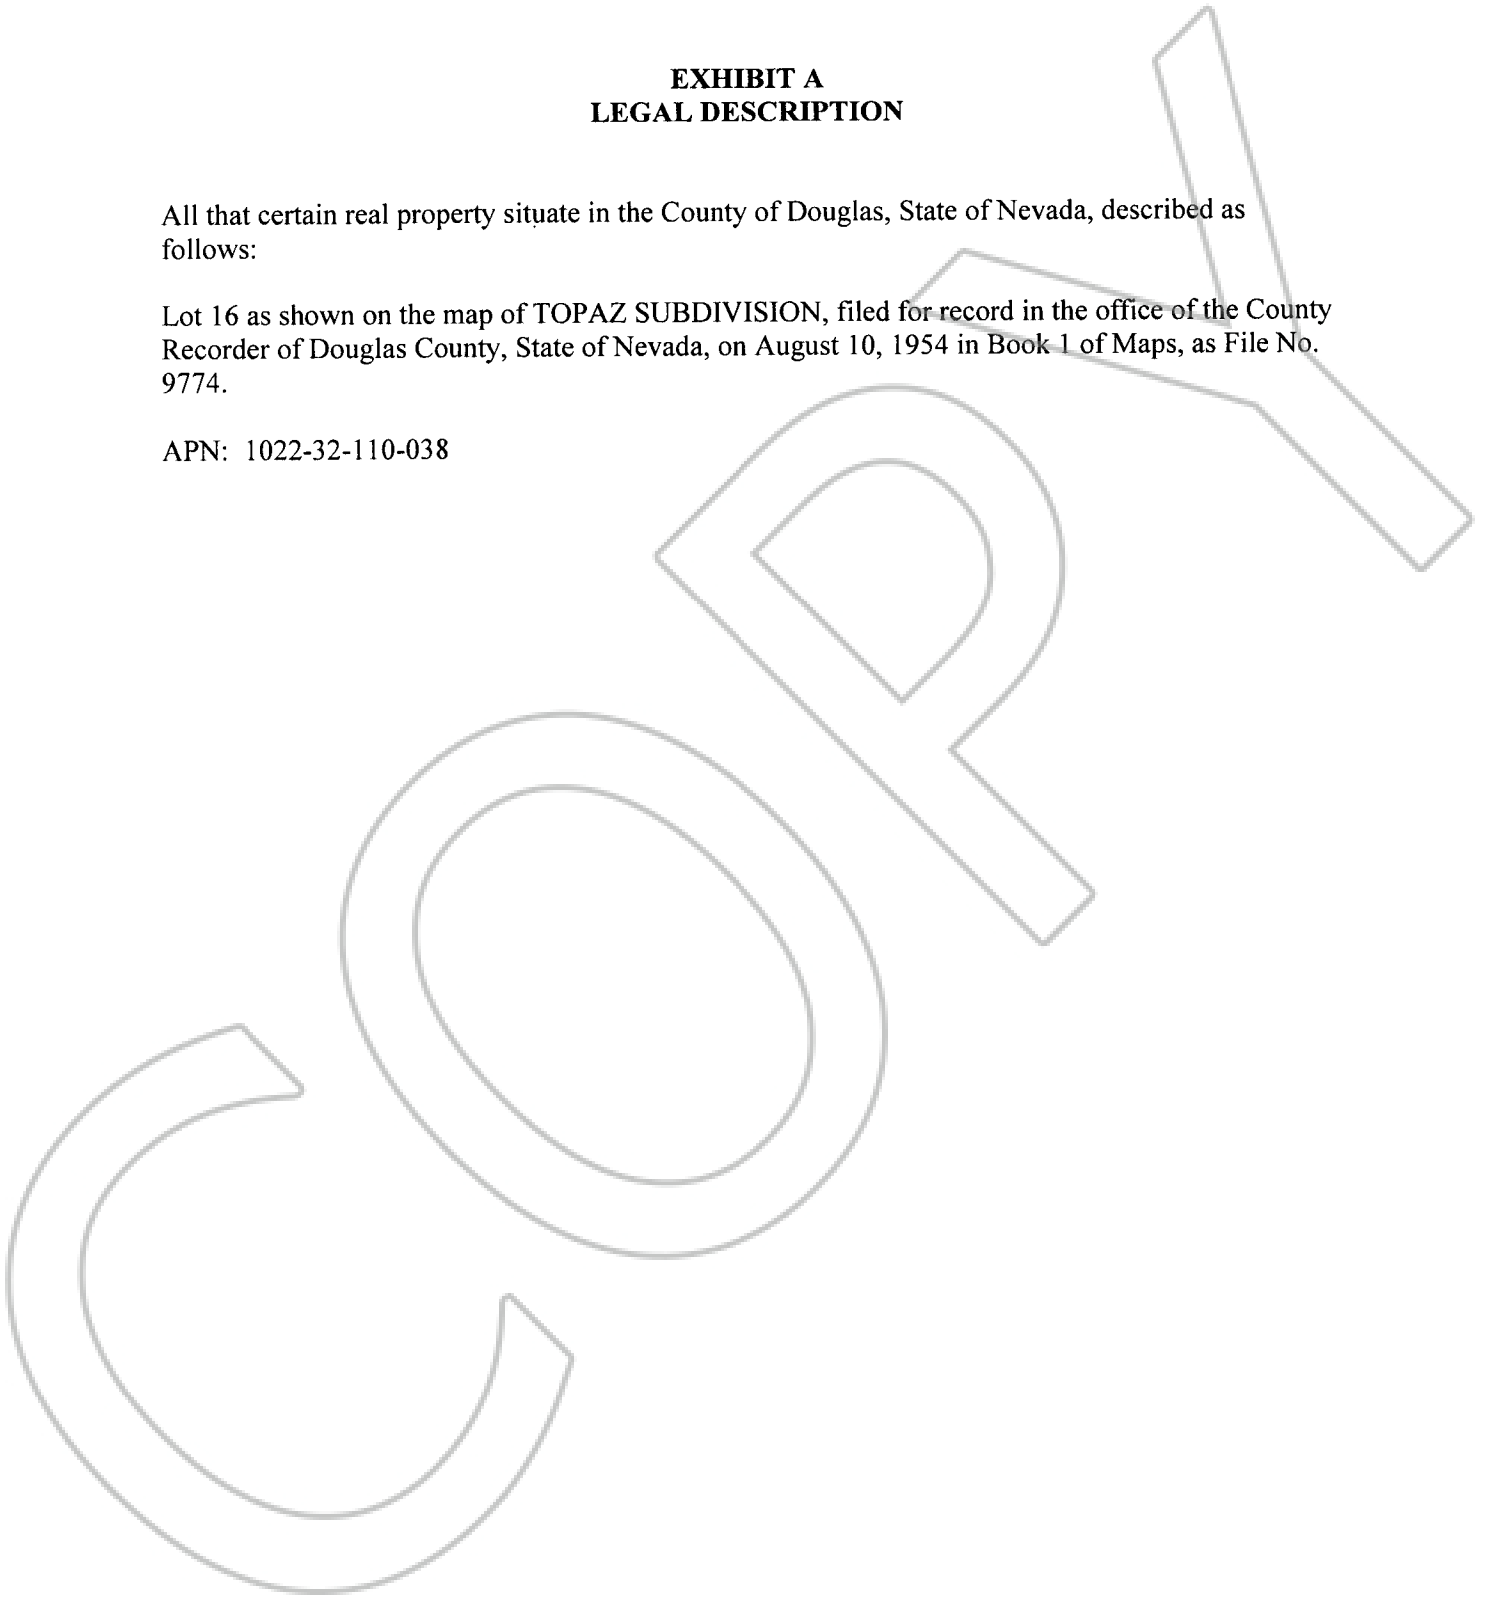 EXHIBIT A
LEGAL DESCRIPTION
All that certain real property situate in the County of Douglas, State of Nevada, described as
follows:
Lot 16 as shown on the map of TOPAZ SUBDIVISION, filed for record in the office of the County
Recorder of Douglas County, State of Nevada, on August 10, 1954 in Book 1 of Maps, as File No.
9774.
APN: 1022-32-110-038
COPY